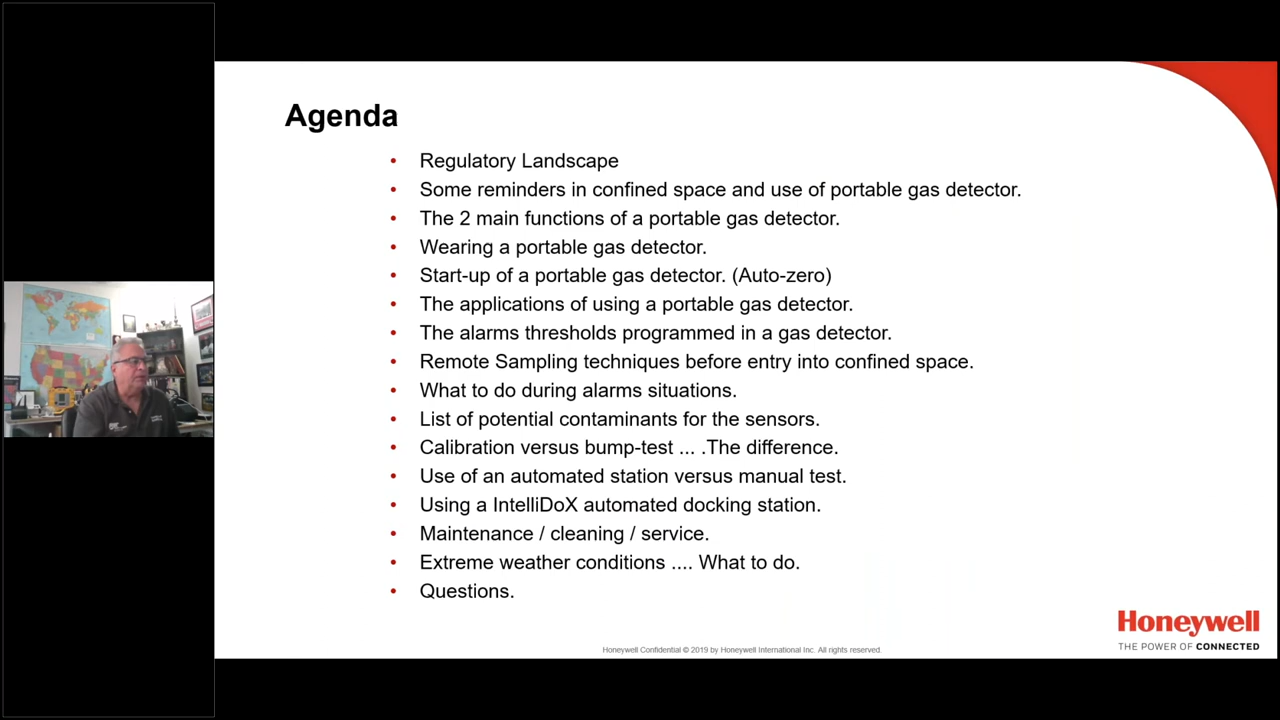 Agenda
• Regulatory Landscape
• Some reminders in confined space and use of portable gas detector.
• The 2 main functions of a portable gas detector.
• Wearing a portable gas detector.
• Start-up of a portable gas detector. (Auto-zero)
• The applications of using a portable gas detector.
• The alarms thresholds programmed in a gas detector.
• Remote Sampling techniques before entry into confined space.
• What to do during alarms situations.
• List of potential contaminants for the sensors.
• Calibration versus bump-test ... .The difference.
• Use of an automated station versus manual test.
• Using a IntelliDoX automated docking station.
• Maintenance / cleaning / service.
• Extreme weather conditions .... What to do.
• Questions.
Honeywell
THE POWER OF CONNECTED
Honeywell Confidential © 2019 by Honeywell International Inc. All rights reserved.